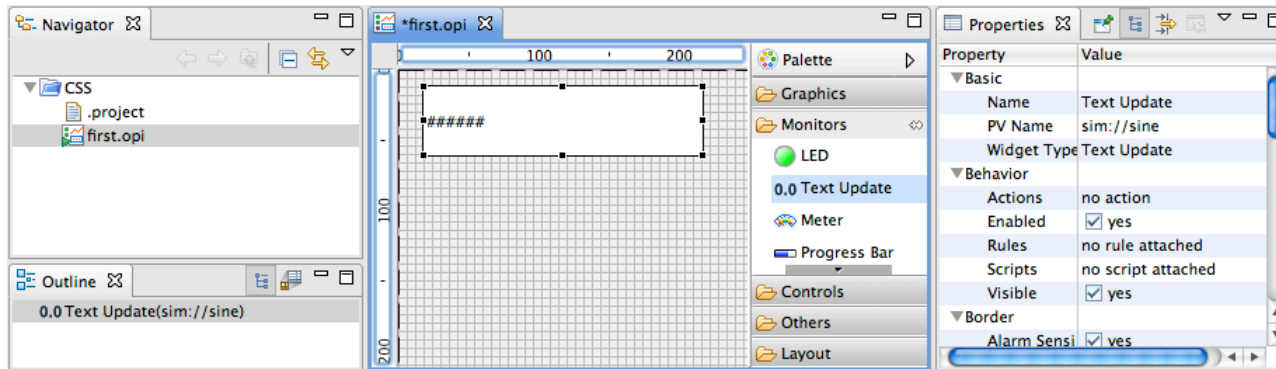 Navigator
CSS
.project
first.opi
Outline
0.0 Text Update(sim://sine)
*first.opi
0 100 200
100
200
######
Palette
Graphics
Monitors
LED
0.0 Text Update
Meter
Progress Bar
Controls
Others
Layout
Properties
Property Value
Basic
Name Text Update
PV Name sim://sine
Widget Type Text Update
Behavior
Actions no action
Enabled yes
Rules no rule attached
Scripts no script attached
Visible yes
Border
Alarm Sensi yes